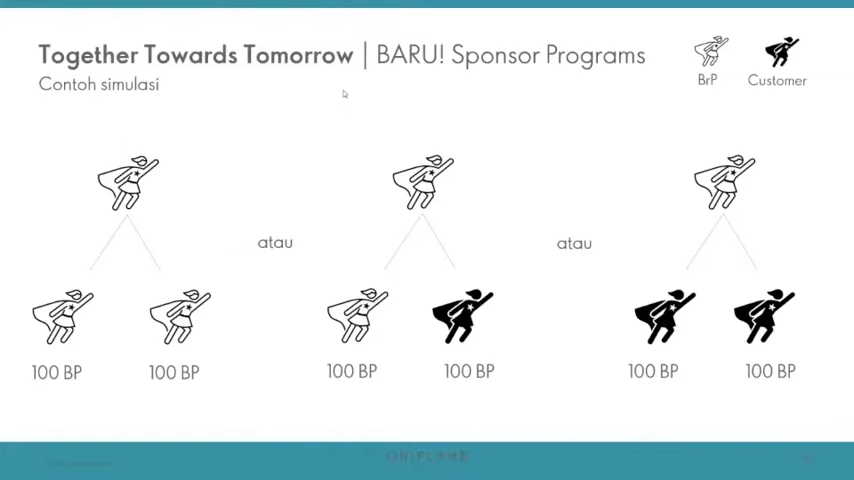 Together Towards Tomorrow | BARU! Sponsor Programs
Contoh simulasi
BrP
Customer
atau
atau
100 BP
100 BP
100 BP
100 BP
100 BP
100 BP
ORIFLAME